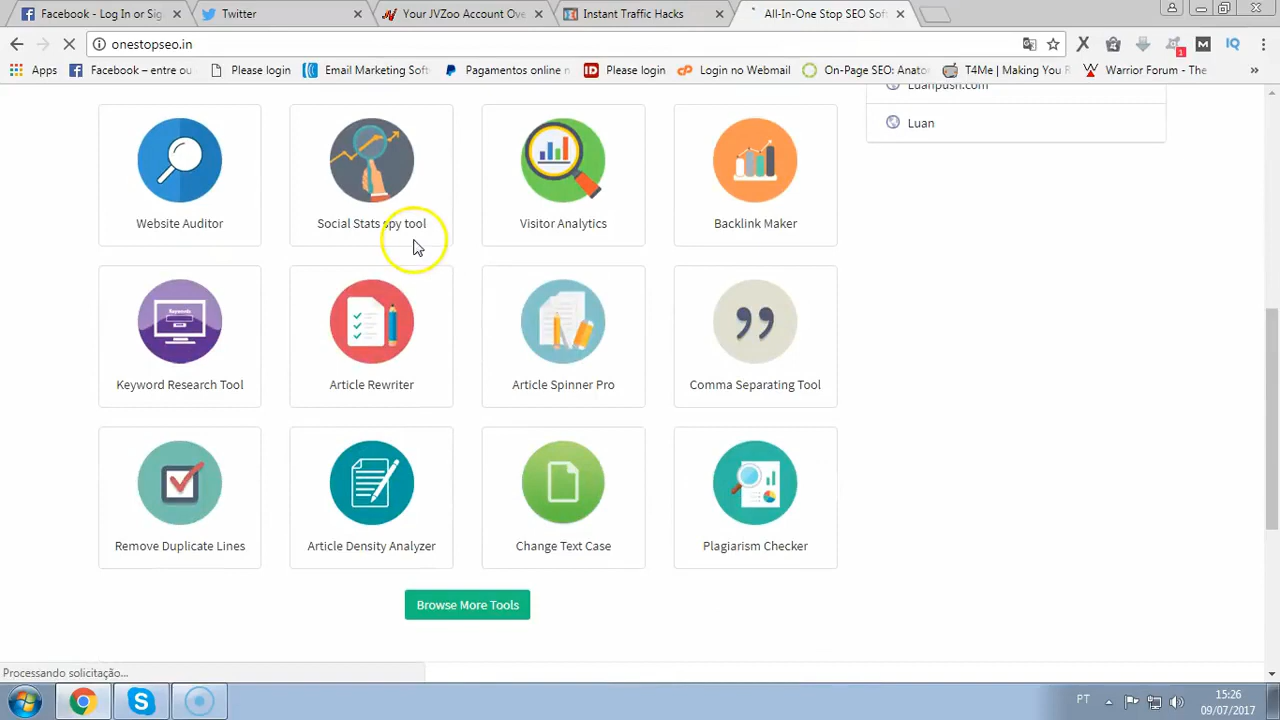 Facebook - Log In or Sig
Twitter
Your JVZoo Account Ove
Instant Traffic Hacks
All-In-One Stop SEO Soft
onestopseo.in
Apps
Facebook – entre ou
Please login
Email Marketing Soft
Pagamentos online n
Please login
Login no Webmail
On-Page SEO: Anato
T4Me | Making You R
Warrior Forum - The
Luanpush.com
Luan
Website Auditor
Social Stats spy tool
Visitor Analytics
Backlink Maker
Keyword Research Tool
Article Rewriter
Article Spinner Pro
Comma Separating Tool
Remove Duplicate Lines
Article Density Analyzer
Change Text Case
Plagiarism Checker
Browse More Tools
Processando solicitação...
PT
15:26
09/07/2017